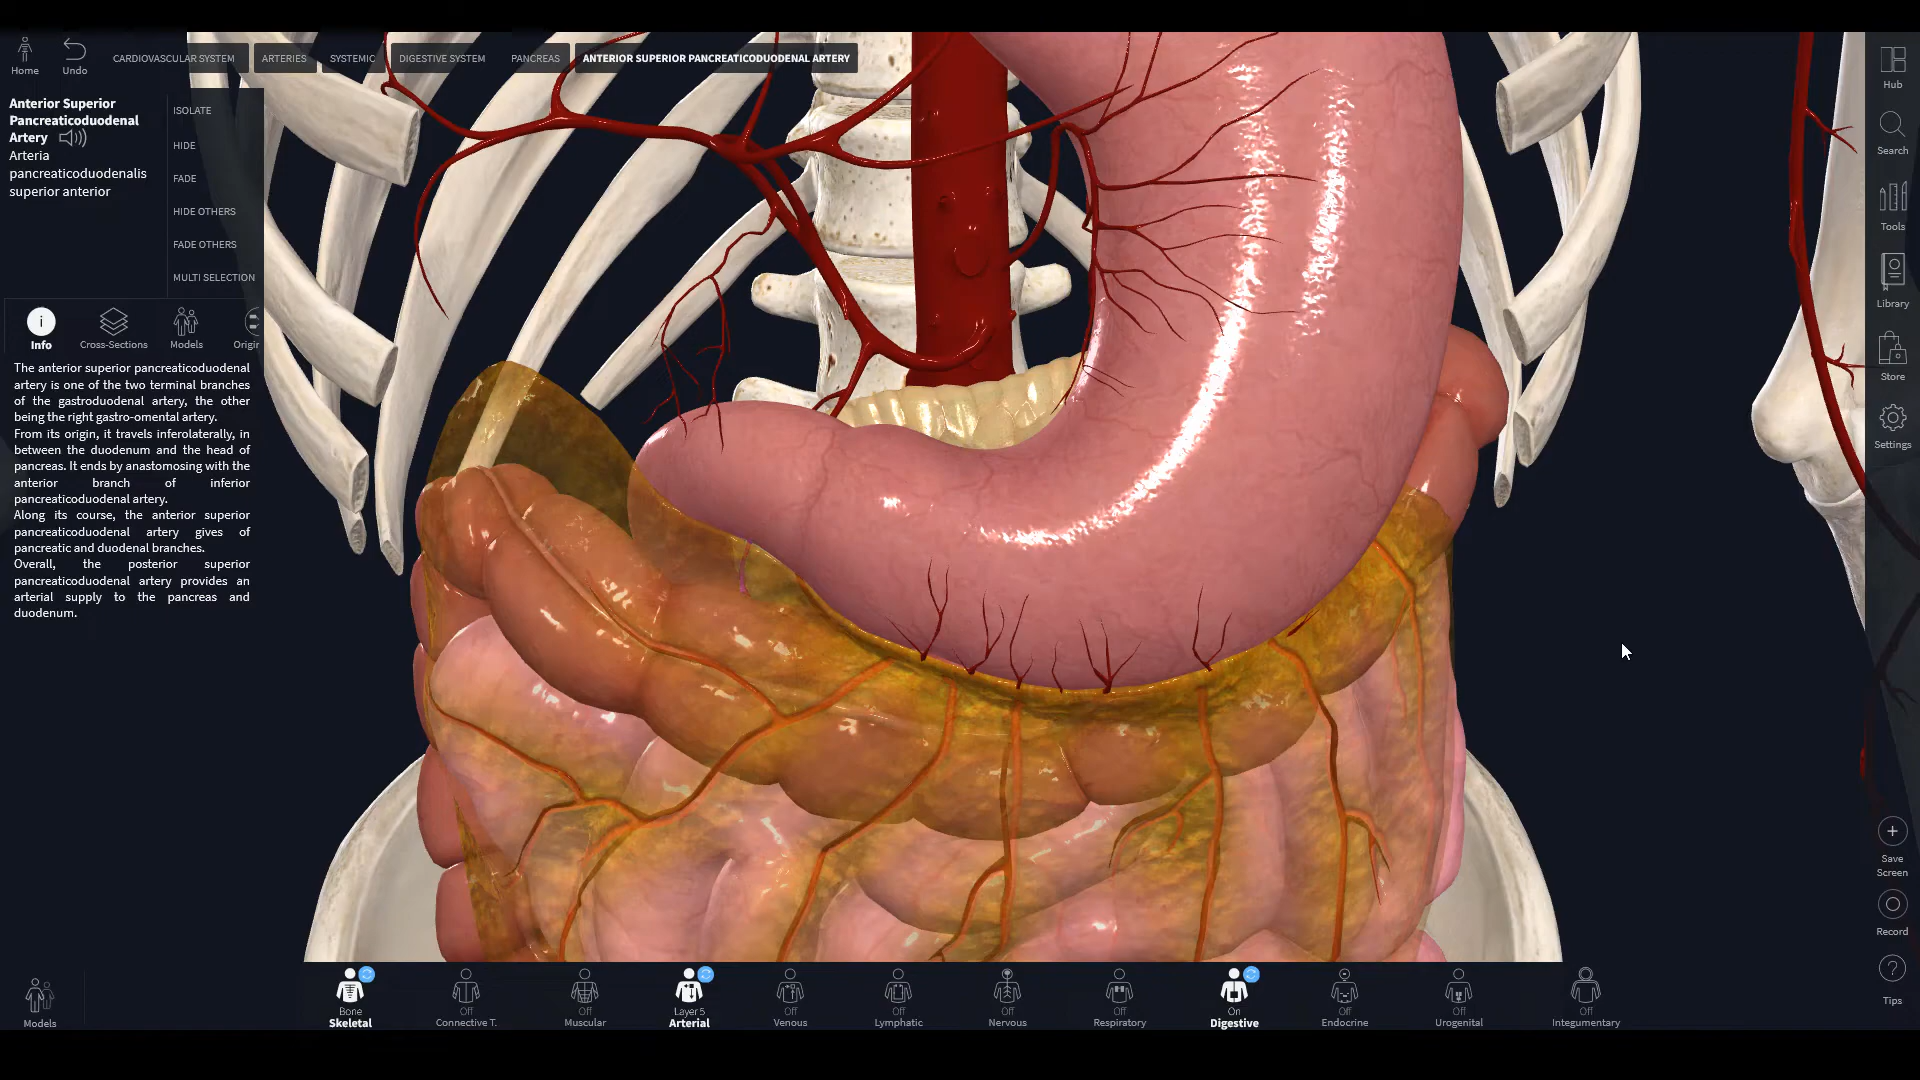 Home
Undo
CARDIOVASCULAR SYSTEM
ARTERIES
SYSTEMIC
DIGESTIVE SYSTEM
PANCREAS
ANTERIOR SUPERIOR PANCREATICODUODENAL ARTERY
Anterior Superior
Pancreaticoduodenal
Artery
Arteria
pancreaticoduodenalis
superior anterior
ISOLATE
HIDE
FADE
HIDE OTHERS
FADE OTHERS
MULTI SELECTION
Info
Cross-Sections
Models
Origin
The anterior superior pancreaticoduodenal
artery is one of the two terminal branches
of the gastroduodenal artery, the other
being the right gastro-omental artery.
From its origin, it travels inferolaterally, in
between the duodenum and the head of
pancreas. It ends by anastomosing with the
anterior branch of inferior
pancreaticoduodenal artery.
Along its course, the anterior superior
pancreaticoduodenal artery gives of
pancreatic and duodenal branches.
Overall, the posterior superior
pancreaticoduodenal artery provides an
arterial supply to the pancreas and
duodenum.
Hub
Search
Tools
Library
Store
Settings
Save
Screen
Record
Tips
Models
Bone
Skeletal
Off
Connective T.
Off
Muscular
Layer 5
Arterial
Off
Venous
Off
Lymphatic
Off
Nervous
Off
Respiratory
On
Digestive
Off
Endocrine
Off
Urogenital
Off
Integumentary